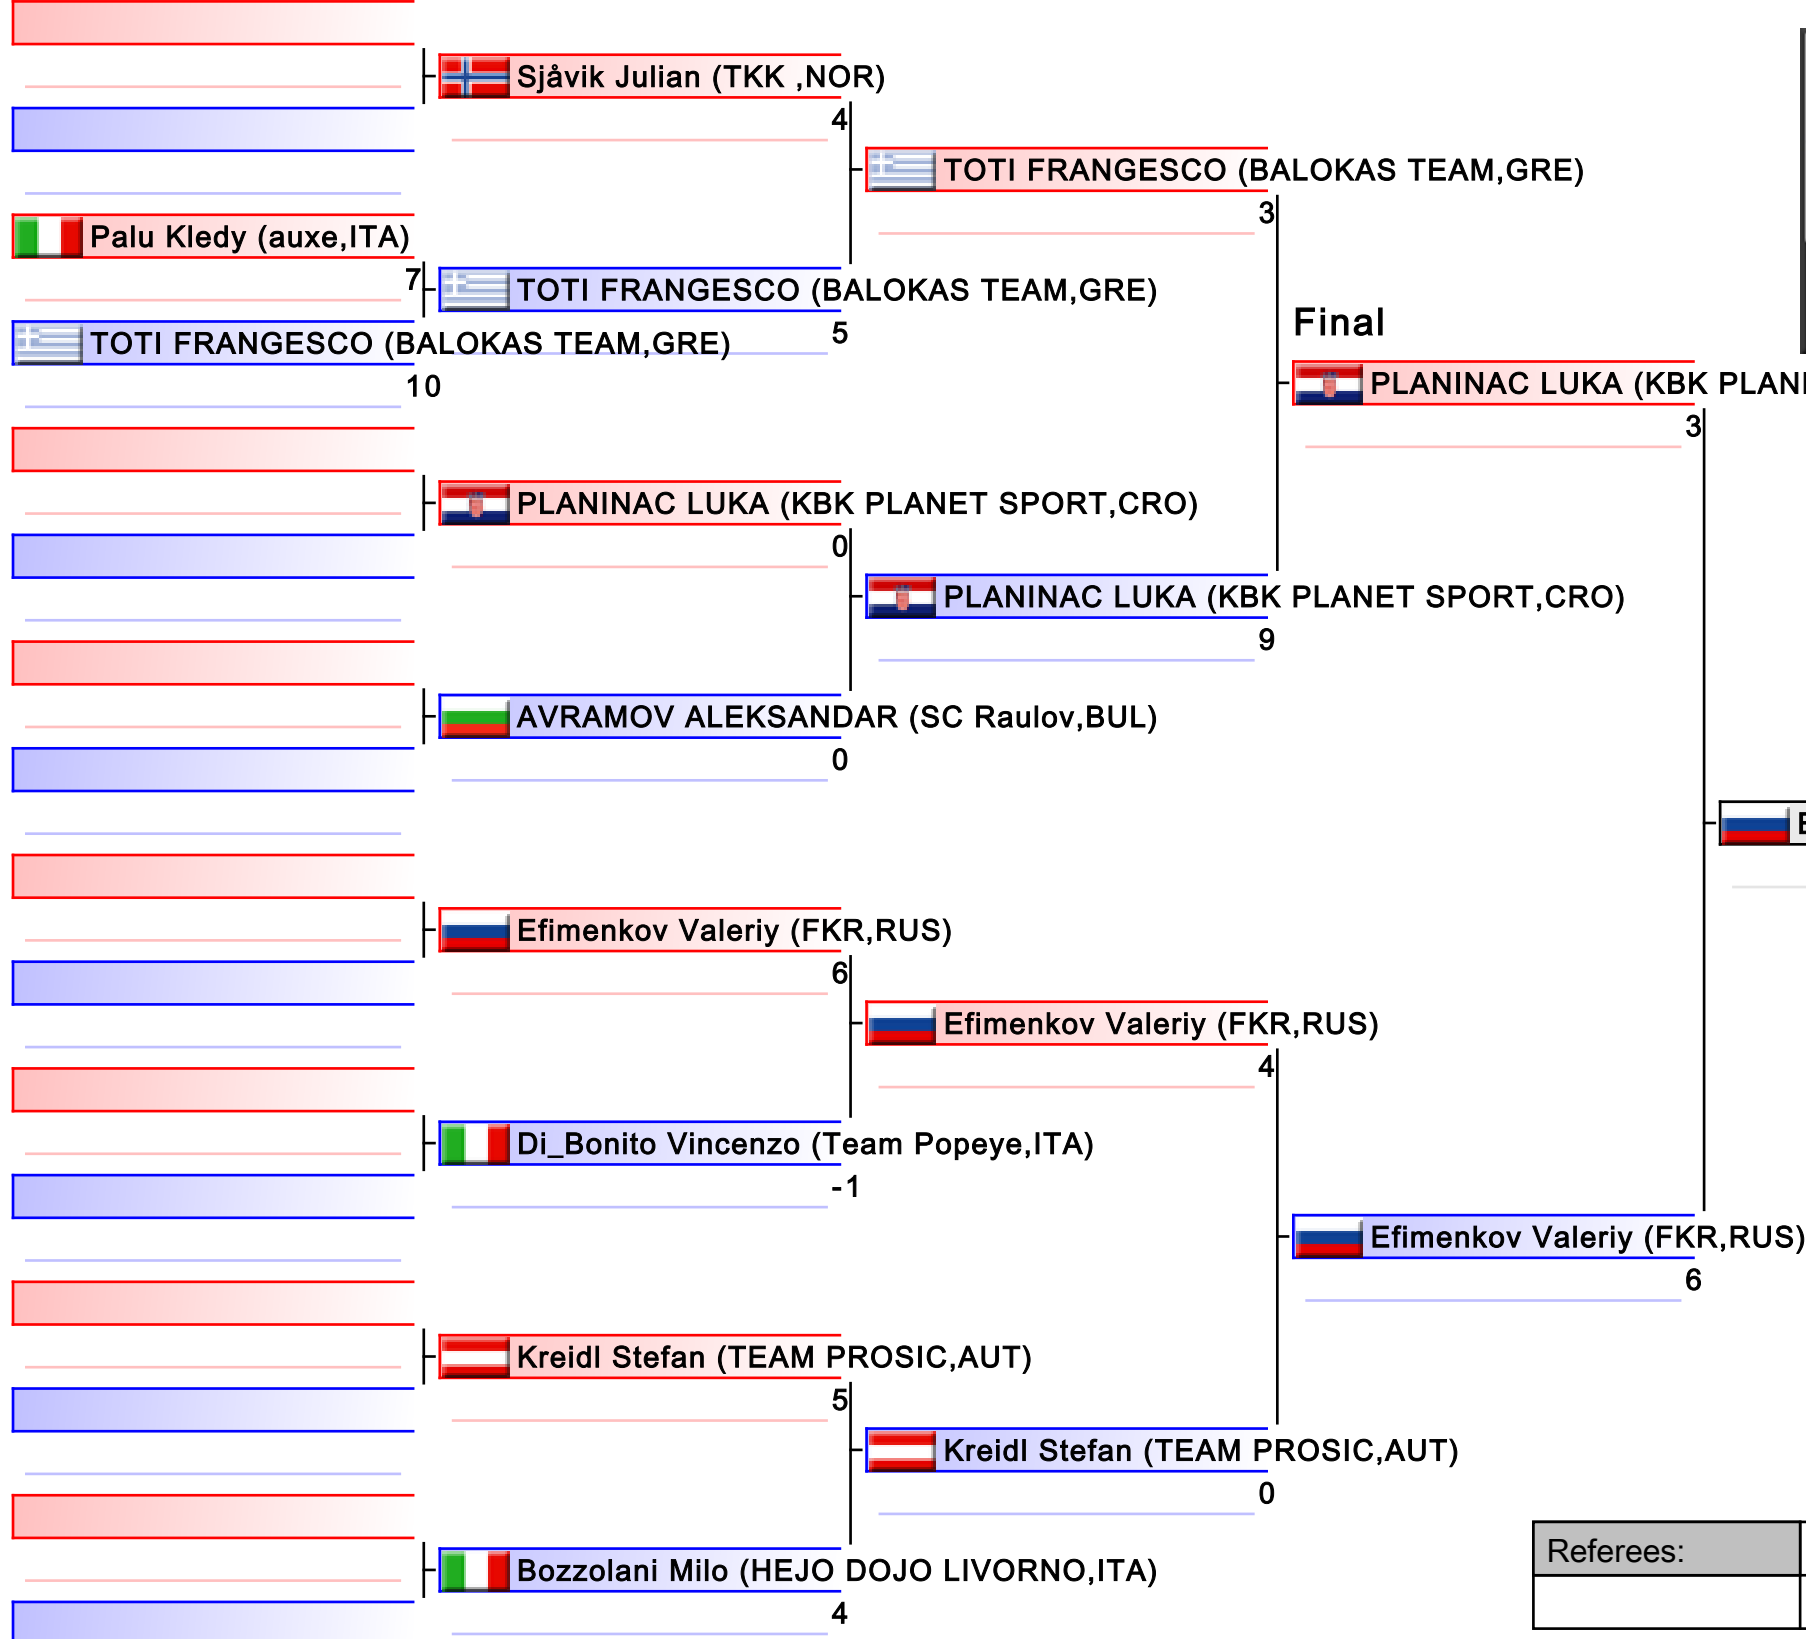 Sjåvik Julian (TKK ,NOR)
4
TOTI FRANGESCO (BALOKAS TEAM,GRE)
3
Palu Kledy (auxe,ITA)
7
TOTI FRANGESCO (BALOKAS TEAM,GRE)
5
Final
TOTI FRANGESCO (BALOKAS TEAM,GRE)
10
PLANINAC LUKA (KBK PLANI
3
PLANINAC LUKA (KBK PLANET SPORT,CRO)
0
PLANINAC LUKA (KBK PLANET SPORT,CRO)
9
AVRAMOV ALEKSANDAR (SC Raulov,BUL)
0
Efimenkov Valeriy (FKR,RUS)
6
Efimenkov Valeriy (FKR,RUS)
4
Di_Bonito Vincenzo (Team Popeye,ITA)
-1
Efimenkov Valeriy (FKR,RUS)
6
Kreidl Stefan (TEAM PROSIC,AUT)
5
Kreidl Stefan (TEAM PROSIC,AUT)
0
Bozzolani Milo (HEJO DOJO LIVORNO,ITA)
4
Referees: